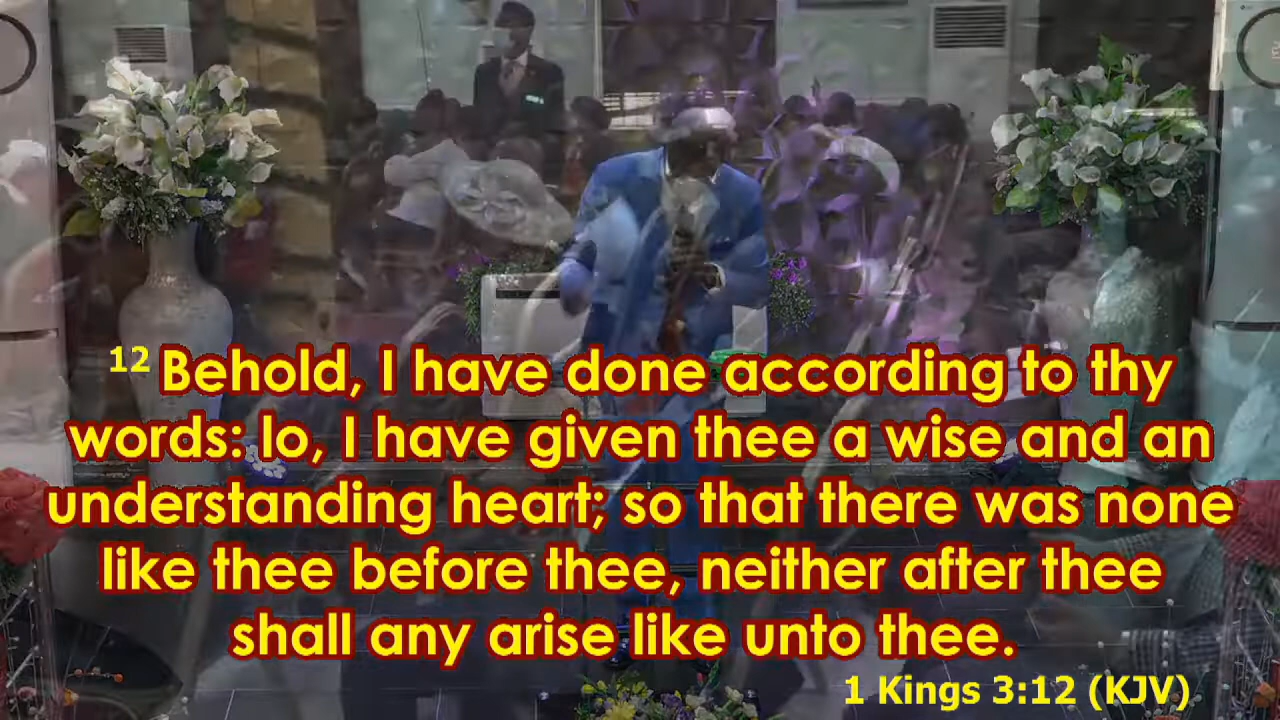 12 Behold, I have done according to thy
words: lo, I have given thee a wise and an
understanding heart; so that there was none
like thee before thee, neither after thee
shall any arise like unto thee.
1 Kings 3:12 (KJV)